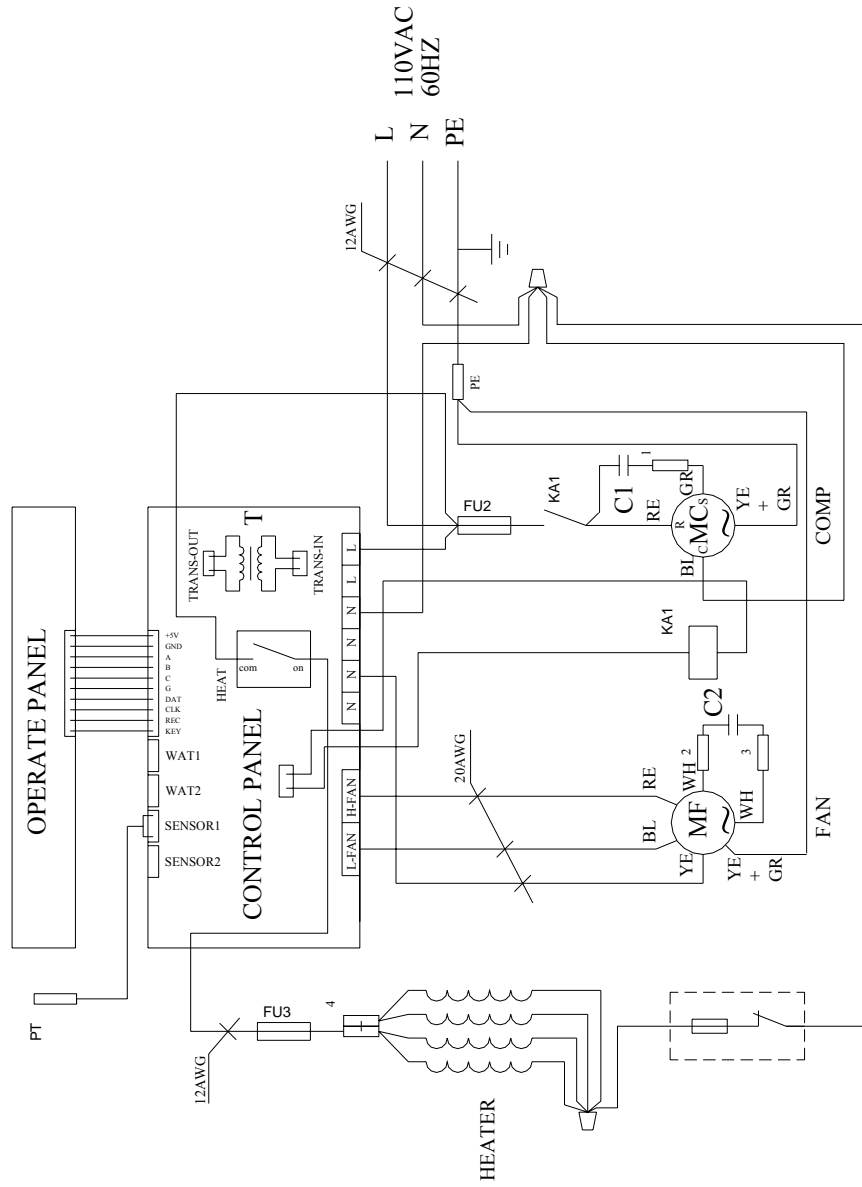 OPERATE PANEL
+5V
GND
A
B
C
G
DAT
CLK
REC
KEY
WAT1
WAT2
SENSOR1
SENSOR2
PT
CONTROL PANEL
TRANS-OUT
T
TRANS-IN
HEAT
com
on
L
L
N
N
N
N
H-FAN
L-FAN
110VAC
60HZ
L
N
PE
12AWG
PE
FU2
KA1
C1
1
RE
GR
R
C
MC
S
~
BL
YE
+
GR
COMP
KA1
20AWG
C2
RE
BL
YE
WH
2
3
WH
MF
~
YE
+
GR
FAN
12AWG
FU3
4
HEATER